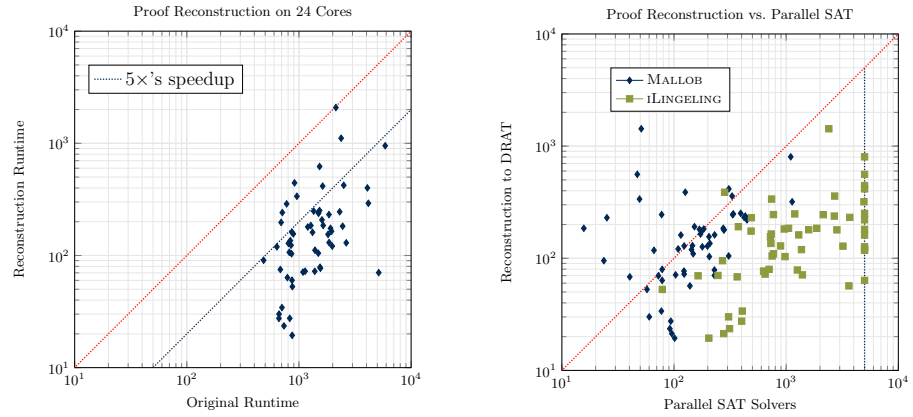 Proof Reconstruction on 24 Cores
10^4
10^3
10^2
10^1
Reconstruction Runtime
5×'s speedup
10^1
10^2
10^3
10^4
Original Runtime
Proof Reconstruction vs. Parallel SAT
10^4
10^3
10^2
10^1
Reconstruction to DRAT
MALLOB
ILINGELING
10^1
10^2
10^3
10^4
Parallel SAT Solvers